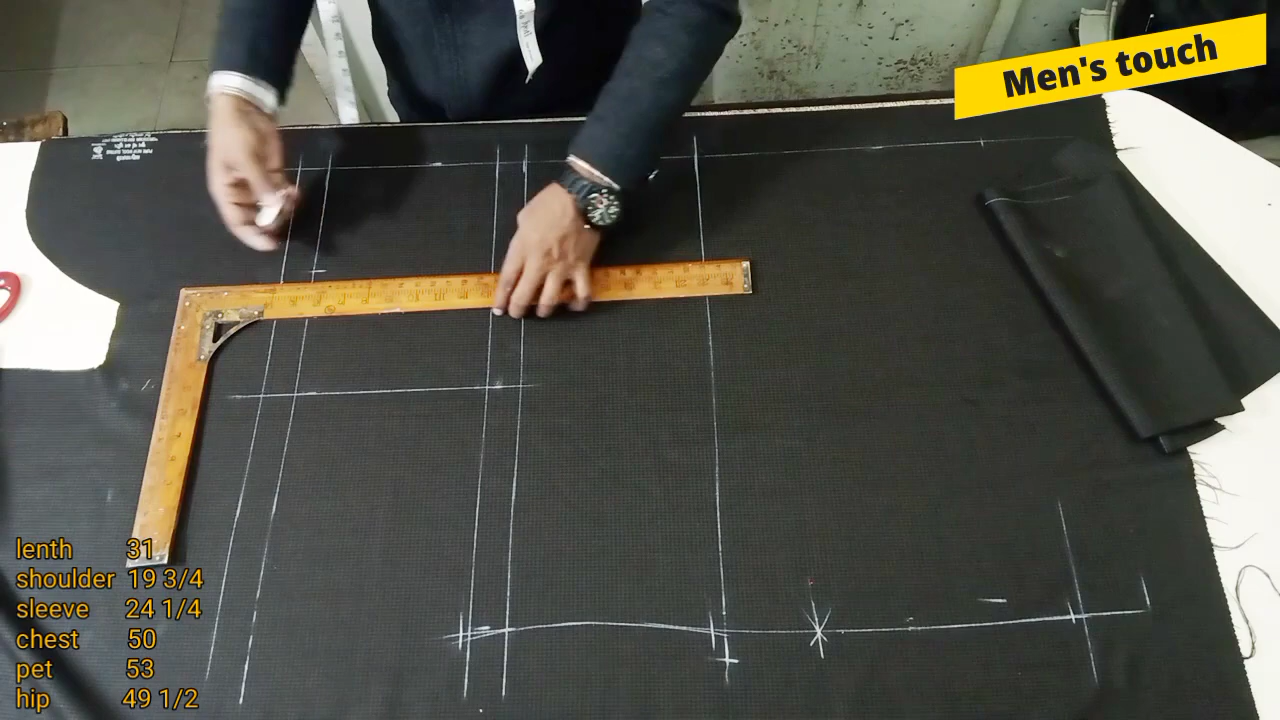 Men's touch
lenth 31
shoulder 19 3/4
sleeve 24 1/4
chest 50
pet 53
hip 49 1/2